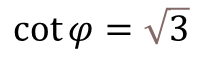 cot φ = √3